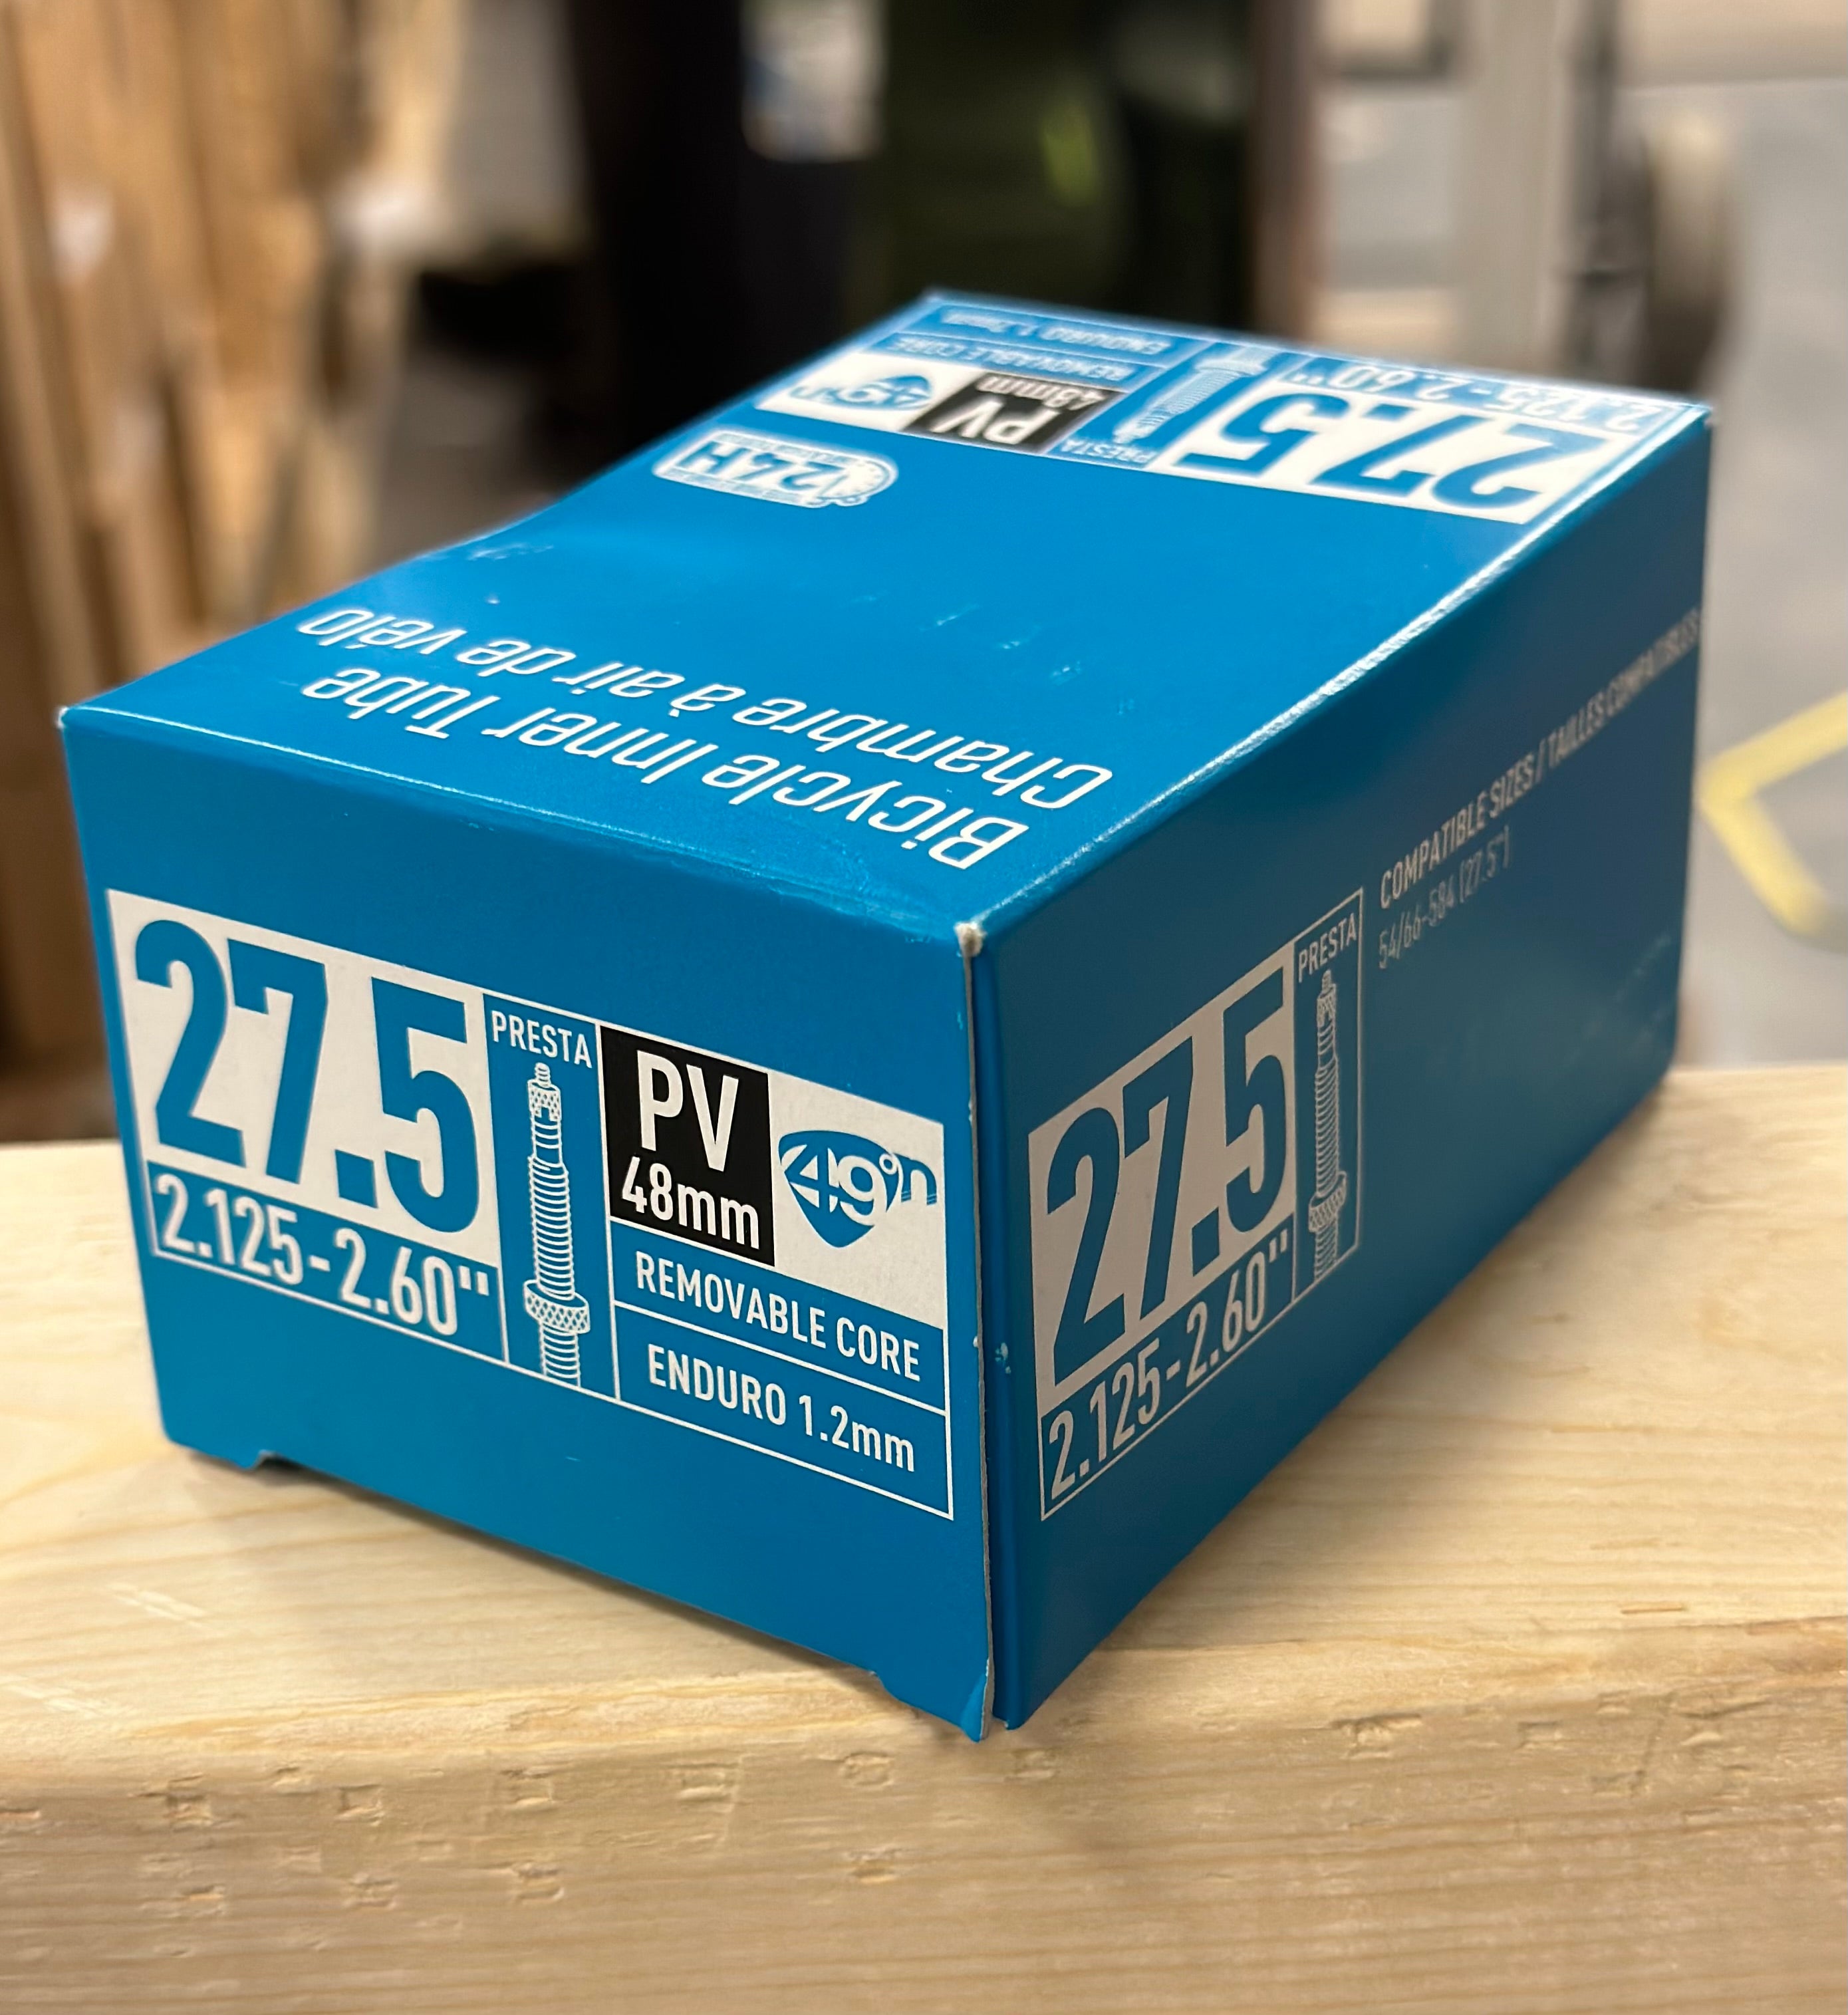 ENDURO 1.2mm
REMOVABLE CORE
49°N
PV
48mm
PRESTA
27.5
2.125-2.60"
24H
Bicycle Inner Tube
Chambre à air de vélo
27.5
2.125-2.60"
PRESTA
PV
48mm
49°n
REMOVABLE CORE
ENDURO 1.2mm
27.5
2.125-2.60"
PRESTA
COMPATIBLE SIZES / TAILLES COMPATIBLES
54/66-584 (27.5")